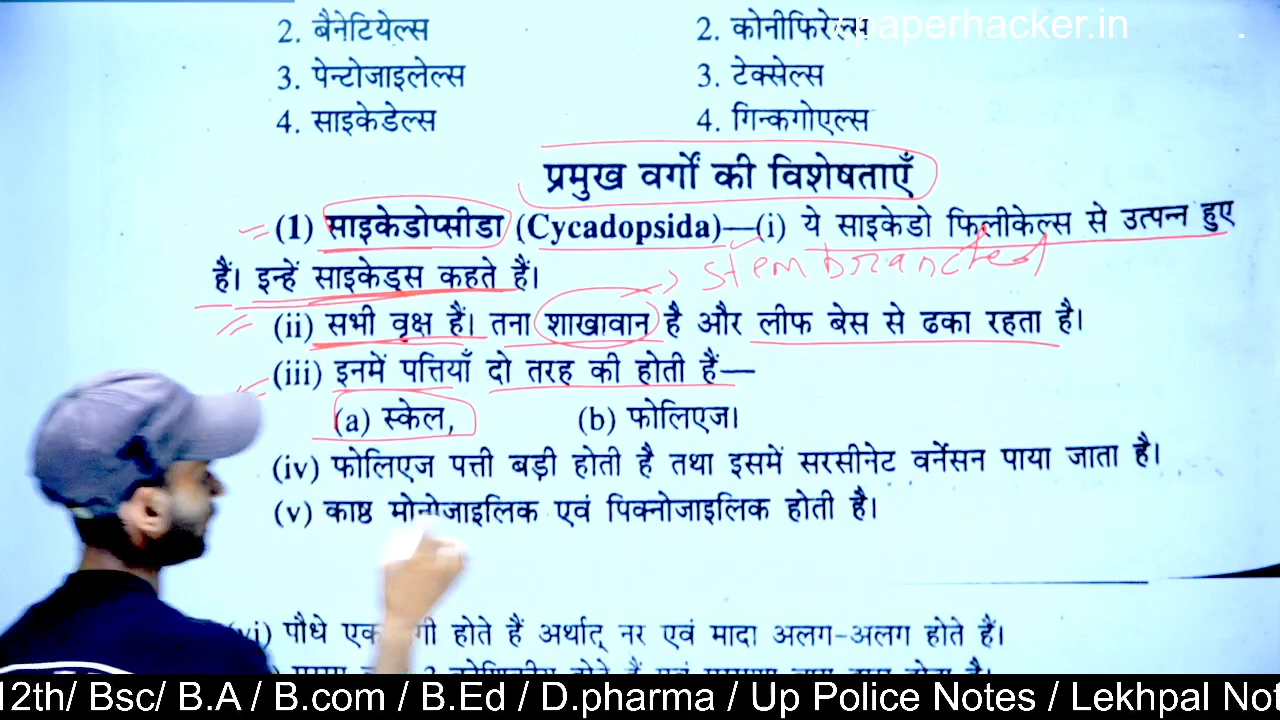 paperhacker.in
2. बैनेटियेल्स 2. कोनीफिरेल्स
3. पेन्टोजाइलेल्स 3. टेक्सेल्स
4. साइकेडेल्स 4. गिन्कगोएल्स
प्रमुख वर्गों की विशेषताएँ
(1) साइकेडोप्सीडा (Cycadopsida)—(i) ये साइकेडो फिलीकेल्स से उत्पन्न हुए
हैं। इन्हें साइकेड्स कहते हैं।
stem branched
(ii) सभी वृक्ष हैं। तना शाखावान है और लीफ बेस से ढका रहता है।
(iii) इनमें पत्तियाँ दो तरह की होती हैं—
(a) स्केल, (b) फोलिएज।
(iv) फोलिएज पत्ती बड़ी होती है तथा इसमें सरसीनेट वर्नेसन पाया जाता है।
(v) काष्ठ मोनोजाइलिक एवं पिक्नोजाइलिक होती है।
(vi) पौधे होते हैं अर्थात् नर एवं मादा अलग-अलग होते हैं।
12th/ Bsc/ B.A / B.com / B.Ed / D.pharma / Up Police Notes / Lekhpal Not